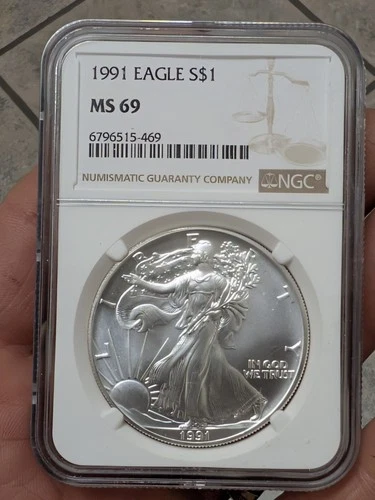 1991 EAGLE S$1
MS 69
6796515-469
NUMISMATIC GUARANTY COMPANY
NGC®
LIBERTY
IN GOD
WE TRUST
1991